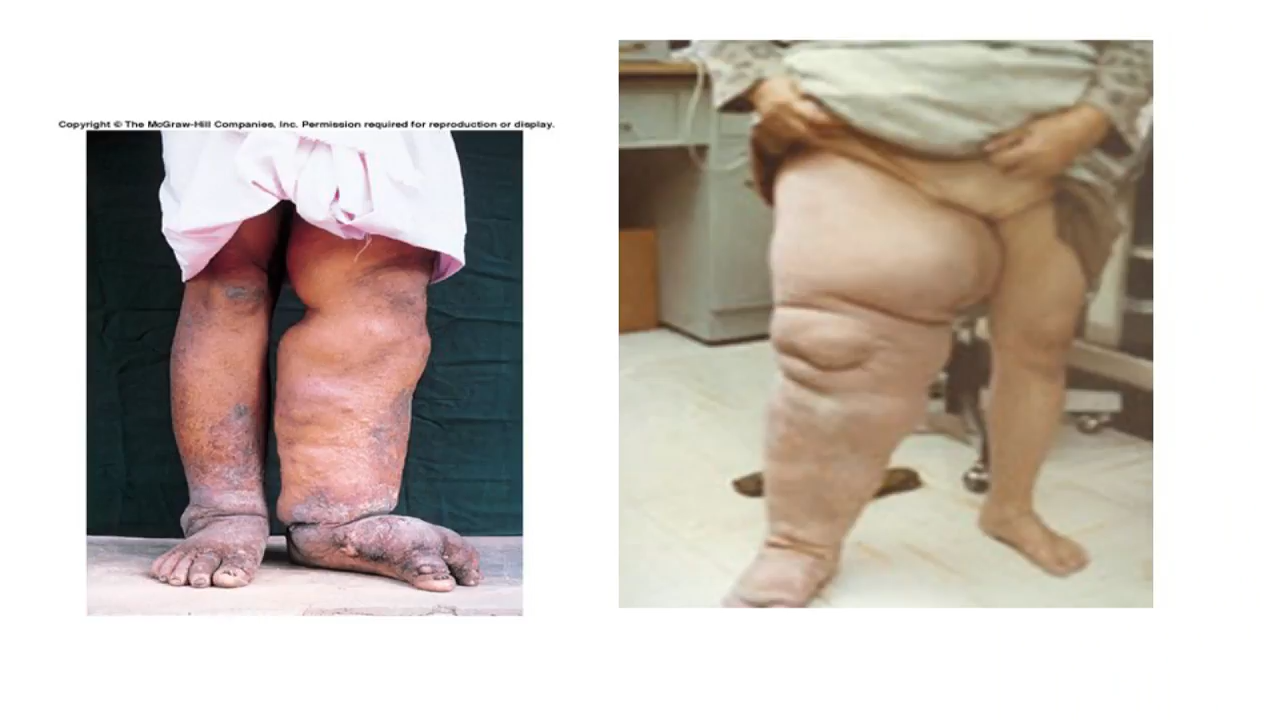 Copyright © The McGraw-Hill Companies, Inc. Permission required for reproduction or display.